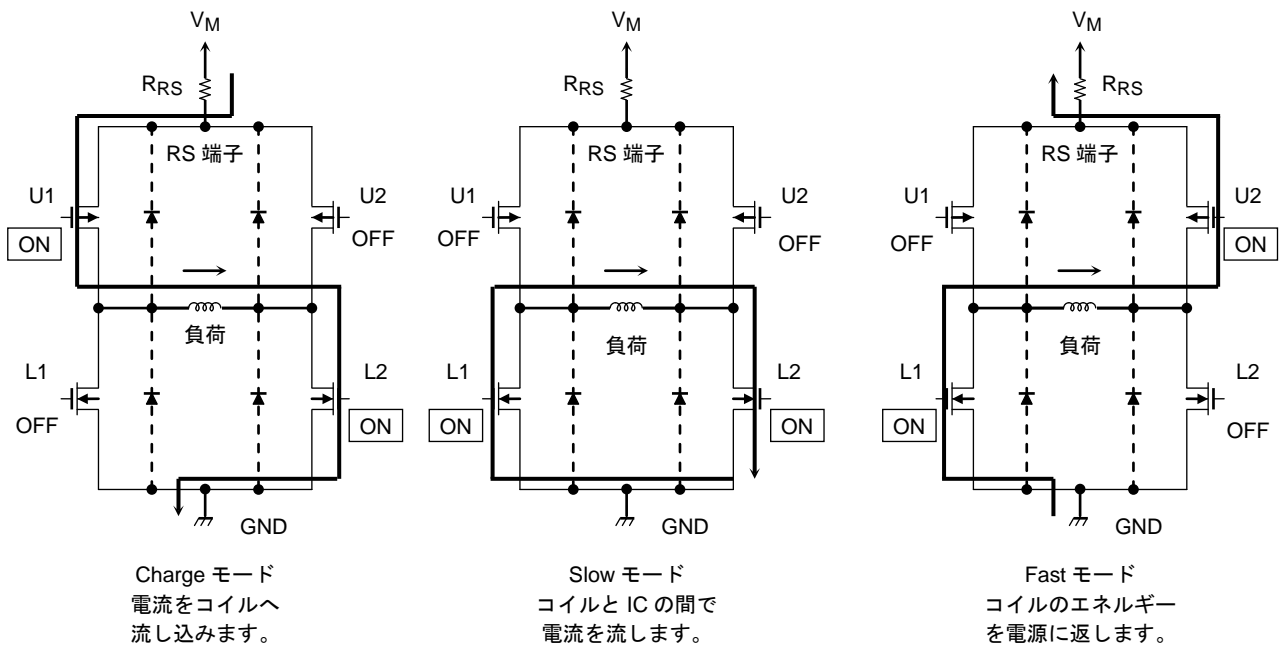 VM
RRS
RS 端子
U1
ON
U2
OFF
負荷
L1
OFF
L2
ON
GND
Charge モード
電流をコイルへ
流し込みます。
VM
RRS
RS 端子
U1
OFF
U2
OFF
負荷
L1
ON
L2
ON
GND
Slow モード
コイルと IC の間で
電流を流します。
VM
RRS
RS 端子
U1
OFF
U2
ON
負荷
L1
ON
L2
OFF
GND
Fast モード
コイルのエネルギー
を電源に返します。